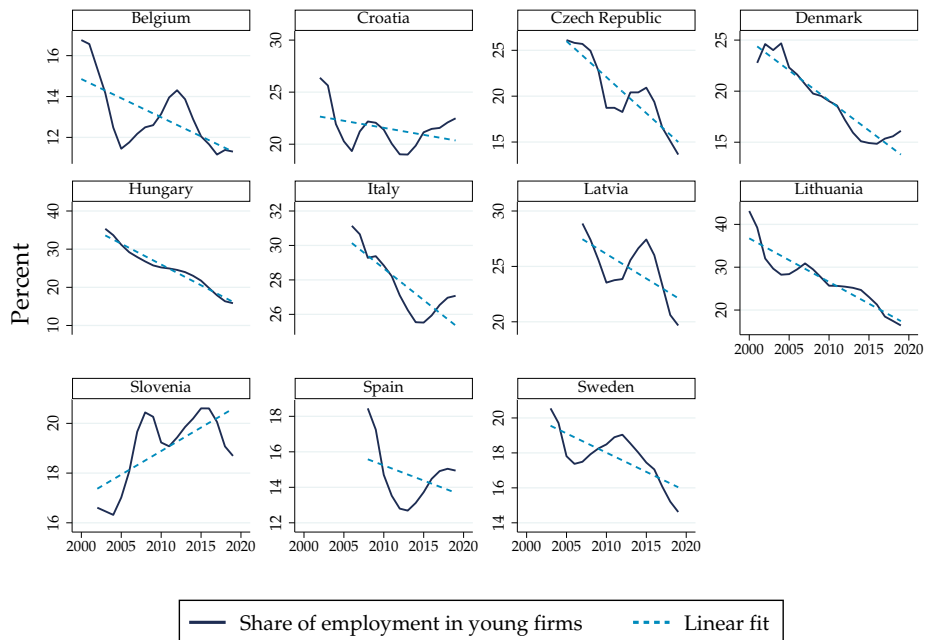 Belgium
Croatia
Czech Republic
Denmark
12 14 16
20 25 30
15 20 25
15 20 25
Hungary
Italy
Latvia
Lithuania
Percent
10 20 30 40
26 28 30 32
20 25 30
20 30 40
2000 2005 2010 2015 2020
Slovenia
Spain
Sweden
16 18 20
12 14 16 18
14 16 18 20
2000 2005 2010 2015 2020
2000 2005 2010 2015 2020
2000 2005 2010 2015 2020
Share of employment in young firms
Linear fit